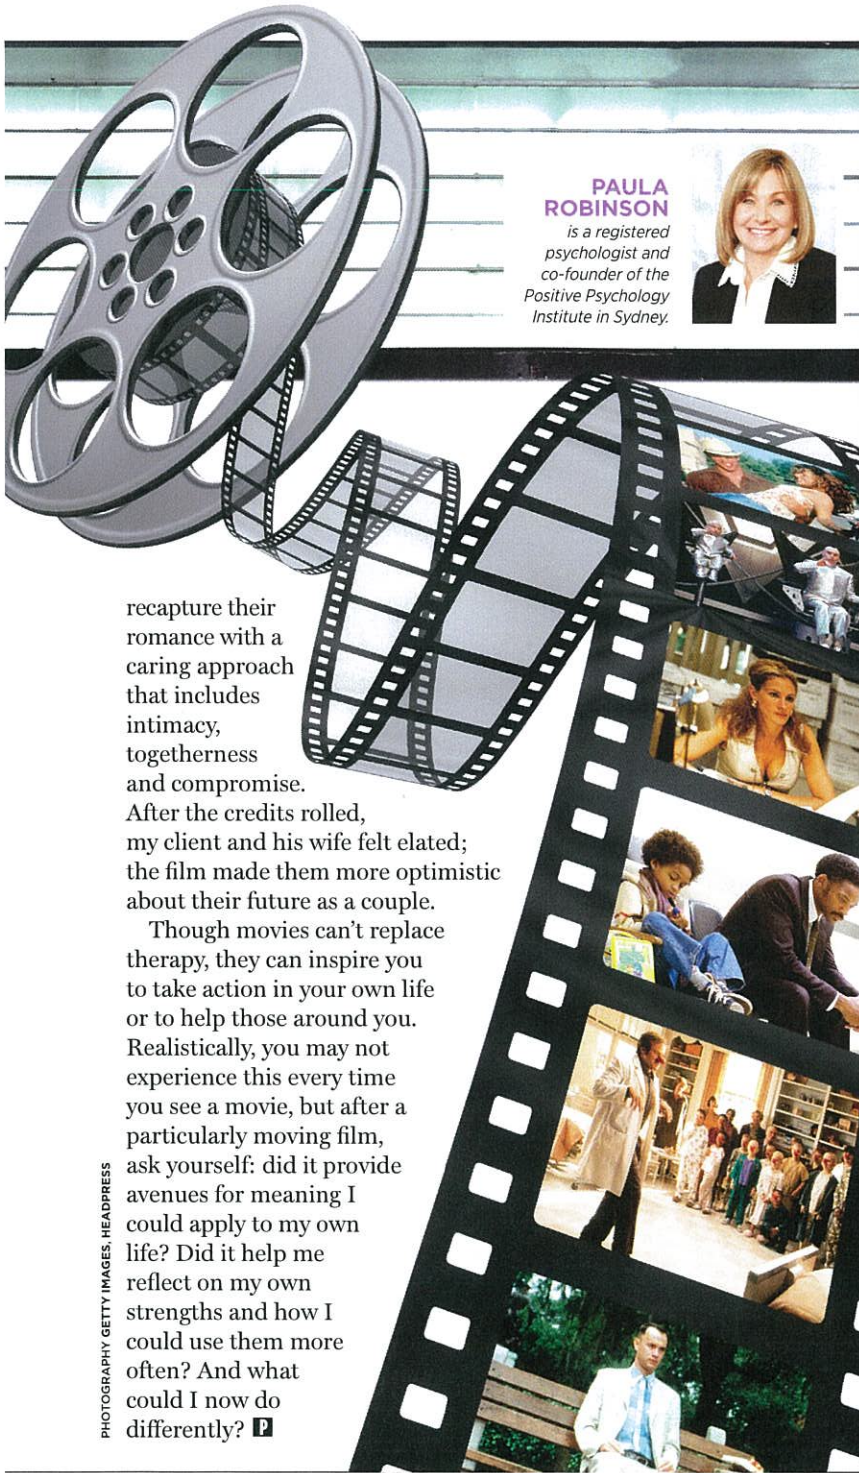 PAULA
ROBINSON
is a registered
psychologist and
co-founder of the
Positive Psychology
Institute in Sydney.
recapture their
romance with a
caring approach
that includes
intimacy,
togetherness
and compromise.
After the credits rolled,
my client and his wife felt elated;
the film made them more optimistic
about their future as a couple.
Though movies can’t replace
therapy, they can inspire you
to take action in your own life
or to help those around you.
Realistically, you may not
experience this every time
you see a movie, but after a
particularly moving film,
ask yourself: did it provide
avenues for meaning I
could apply to my own
life? Did it help me
reflect on my own
strengths and how I
could use them more
often? And what
could I now do
differently? P
PHOTOGRAPHY GETTY IMAGES, HEADPRESS